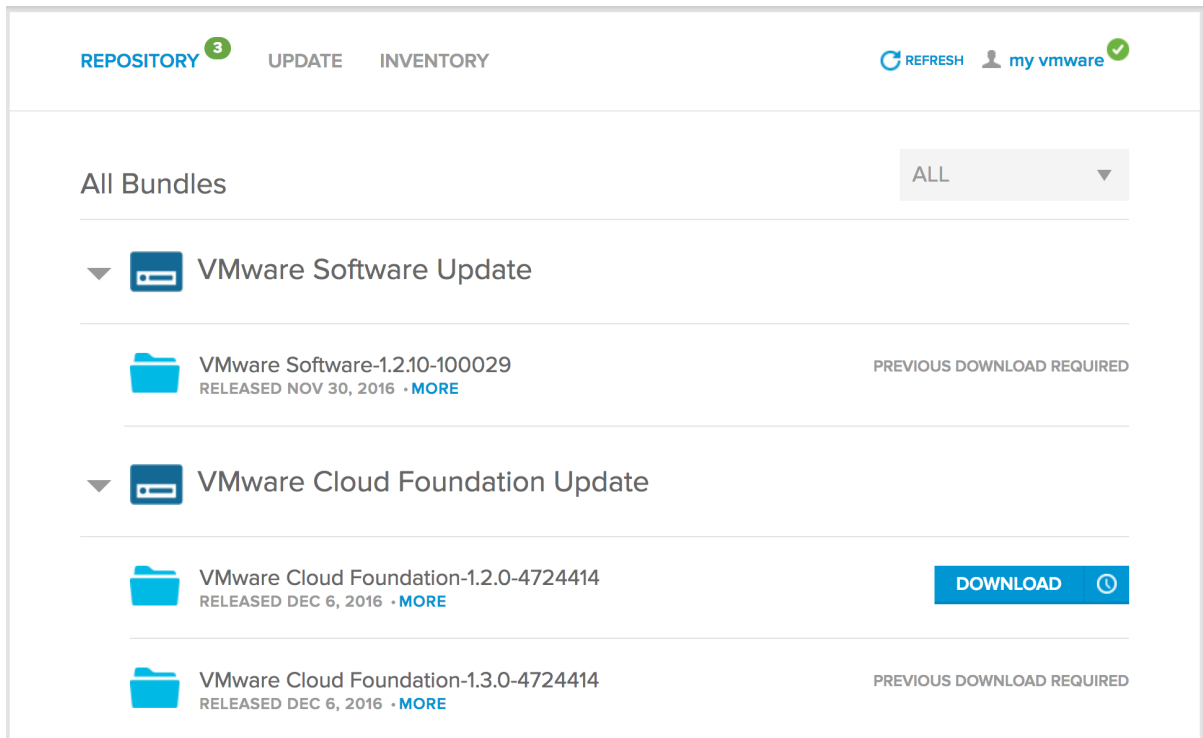 REPOSITORY 3 UPDATE INVENTORY REFRESH my vmware
All Bundles ALL
VMware Software Update
VMware Software-1.2.10-100029 PREVIOUS DOWNLOAD REQUIRED
RELEASED NOV 30, 2016 • MORE
VMware Cloud Foundation Update
VMware Cloud Foundation-1.2.0-4724414 DOWNLOAD
RELEASED DEC 6, 2016 • MORE
VMware Cloud Foundation-1.3.0-4724414 PREVIOUS DOWNLOAD REQUIRED
RELEASED DEC 6, 2016 • MORE